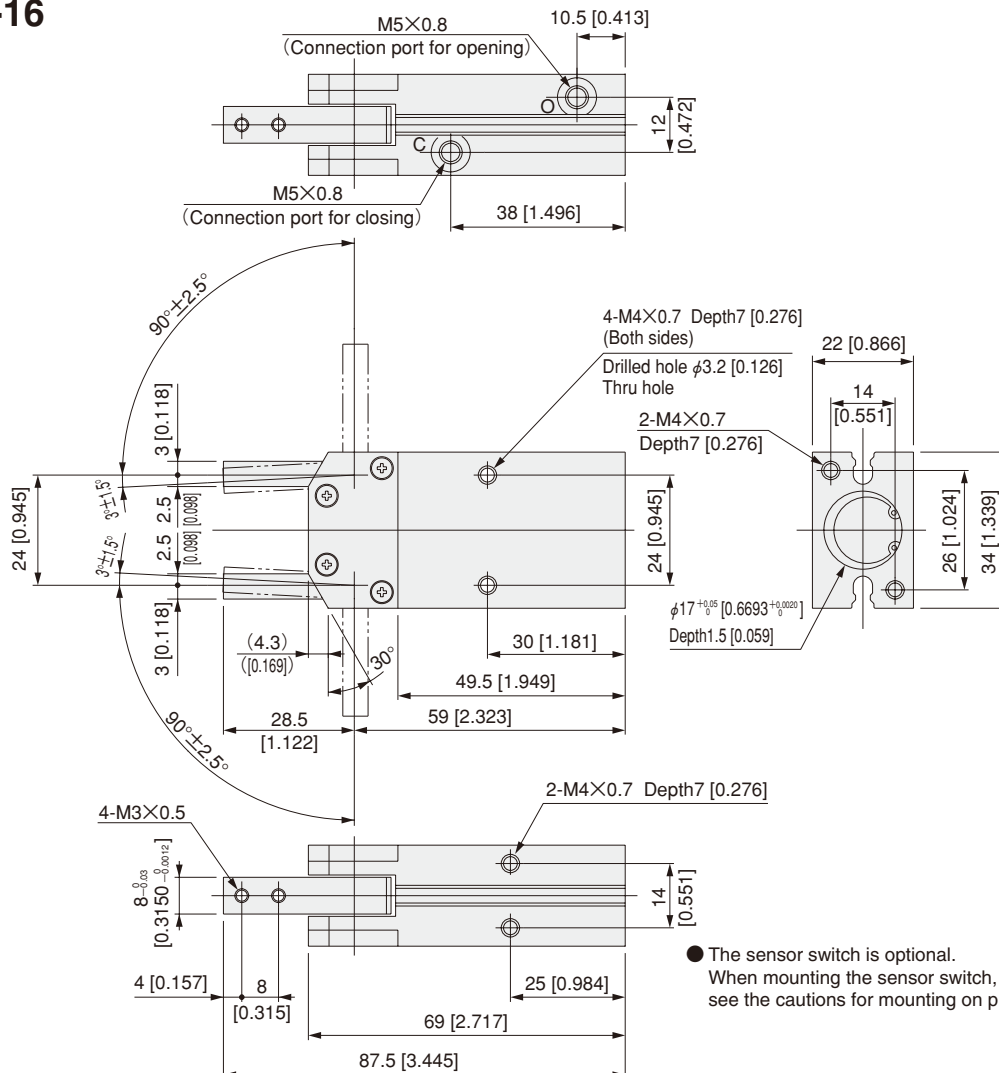 -16
M5×0.8
(Connection port for opening)
10.5 [0.413]
O
12
[0.472]
C
M5×0.8
(Connection port for closing)
38 [1.496]
90°±2.5°
4-M4×0.7 Depth7 [0.276]
(Both sides)
Drilled hole φ3.2 [0.126]
Thru hole
22 [0.866]
14
[0.551]
2-M4×0.7
Depth7 [0.276]
3 [0.118]
24 [0.945]
3°±1.5°
2.5
[0.098]
3°±1.5°
2.5
[0.098]
3 [0.118]
24 [0.945]
26 [1.024]
34 [1.339]
φ17 +0.05 0 [0.6693 +0.0020 0 ]
Depth1.5 [0.059]
(4.3)
([0.169])
30°
30 [1.181]
49.5 [1.949]
28.5
[1.122]
59 [2.323]
90°±2.5°
4-M3×0.5
2-M4×0.7 Depth7 [0.276]
8 0 -0.03
[0.3150 0 -0.0012 ]
14
[0.551]
4 [0.157]
8
[0.315]
25 [0.984]
69 [2.717]
87.5 [3.445]
● The sensor switch is optional.
When mounting the sensor switch,
see the cautions for mounting on p